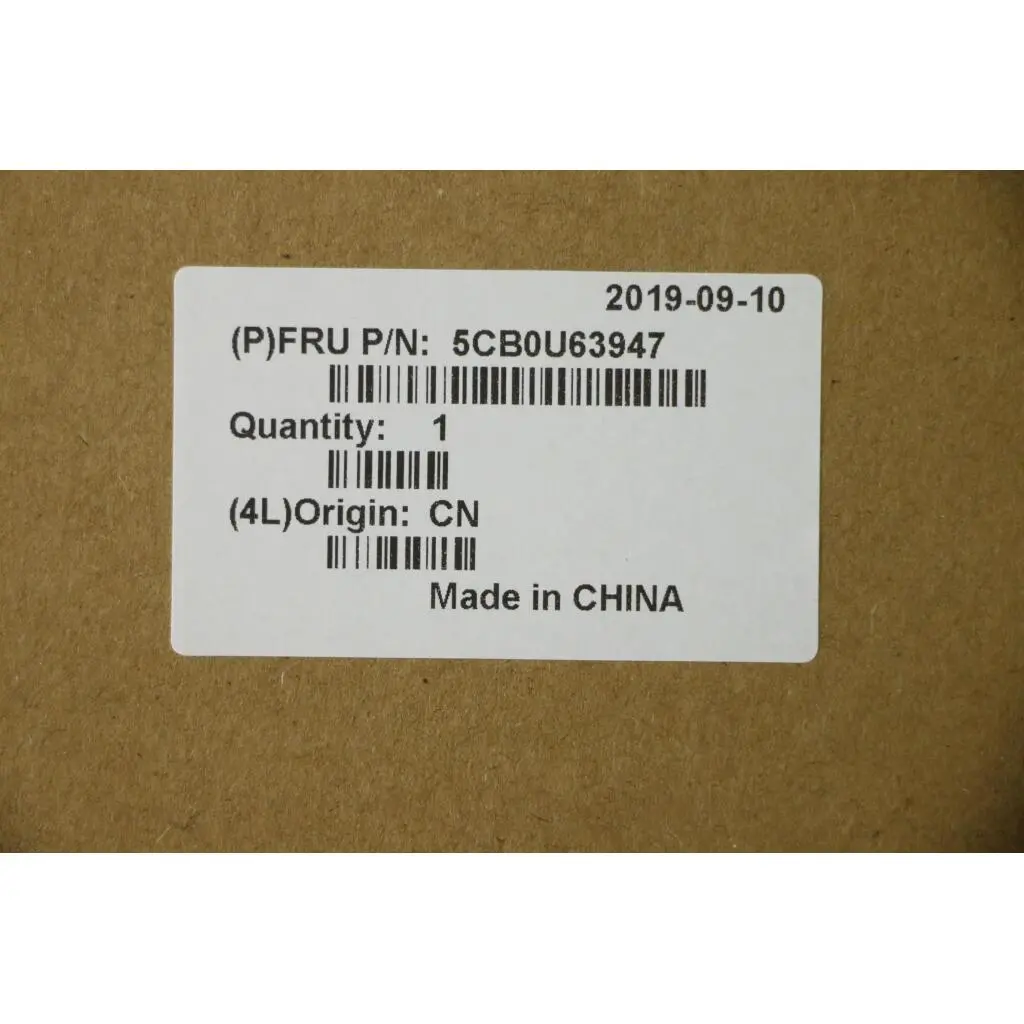 2019-09-10
(P)FRU P/N: 5CB0U63947
Quantity: 1
(4L)Origin: CN
Made in CHINA